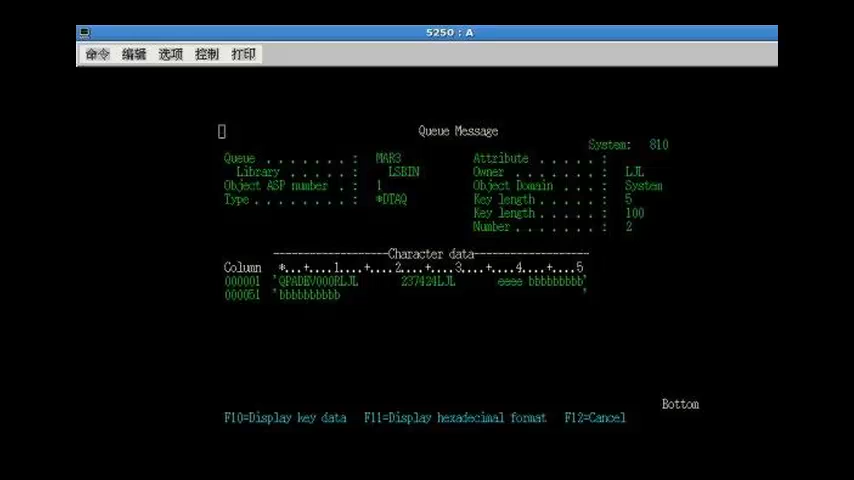 5250 : A
命令 编辑 选项 控制 打印
Queue Message
System: 810
Queue . . . . . . . : MAR3 Attribute . . . . . :
Library . . . . . : LSBIN Owner . . . . . . . : LJL
Object ASP number . : 1 Object Domain . . . : System
Type . . . . . . . . : *DTAQ Key length . . . . . : 5
Key length . . . . . : 100
Number . . . . . . . : 2
-------------------Character data-------------------
Column *...+....1....+....2....+....3....+....4....+....5
000001 'QPADEV000RLJL 237424LJL eeee bbbbbbbbb'
000051 'bbbbbbbbbb '
Bottom
F10=Display key data F11=Display hexadecimal format F12=Cancel